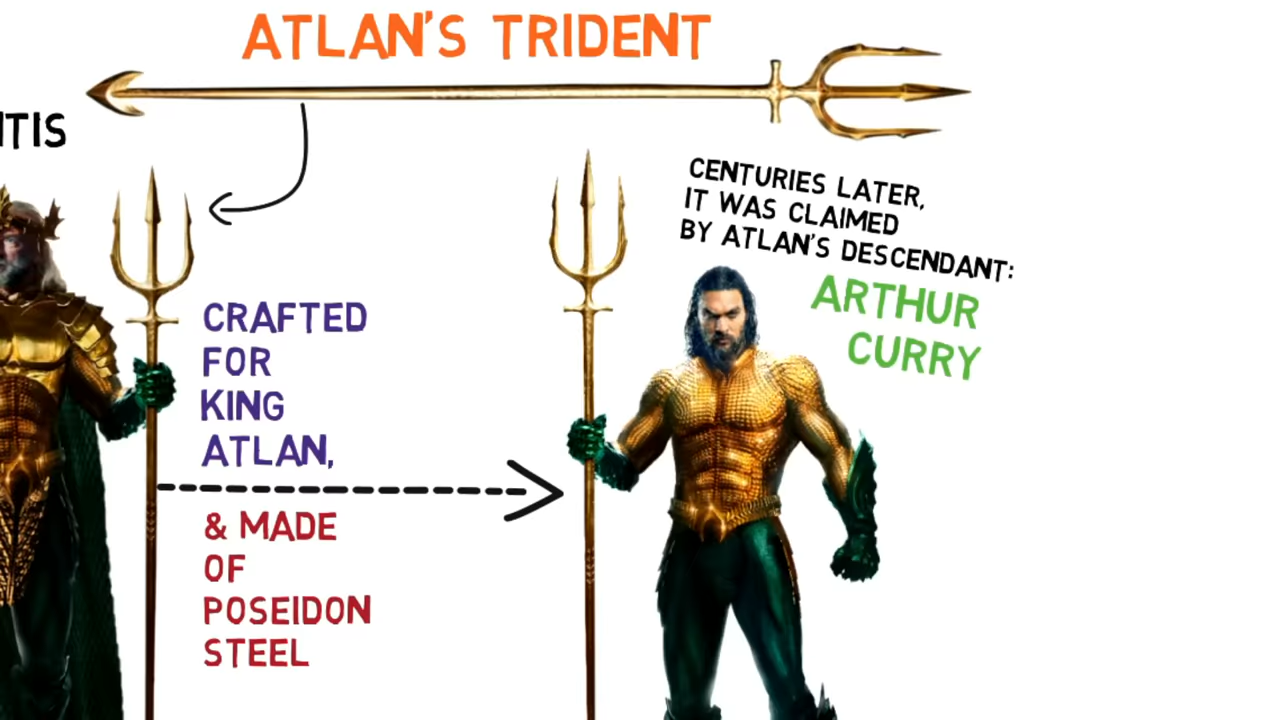 ATLAN'S TRIDENT
CRAFTED
FOR
KING
ATLAN,
& MADE
OF
POSEIDON
STEEL
CENTURIES LATER,
IT WAS CLAIMED
BY ATLAN'S DESCENDANT:
ARTHUR
CURRY